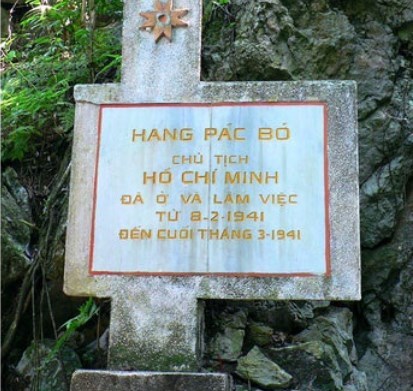 HANG PÁC BÓ
CHỦ TỊCH
HỒ CHÍ MINH
ĐÃ Ở VÀ LÀM VIỆC
TỪ 8-2-1941
ĐẾN CUỐI THÁNG 3-1941